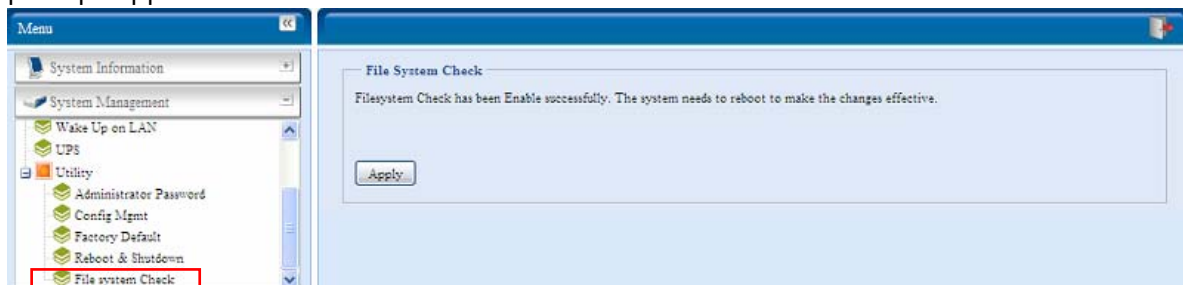 Menu
System Information
System Management
Wake Up on LAN
UPS
Utility
Administrator Password
Config Mgmt
Factory Default
Reboot & Shutdown
File system Check
File System Check
Filesystem Check has been Enable successfully. The system needs to reboot to make the changes effective.
Apply